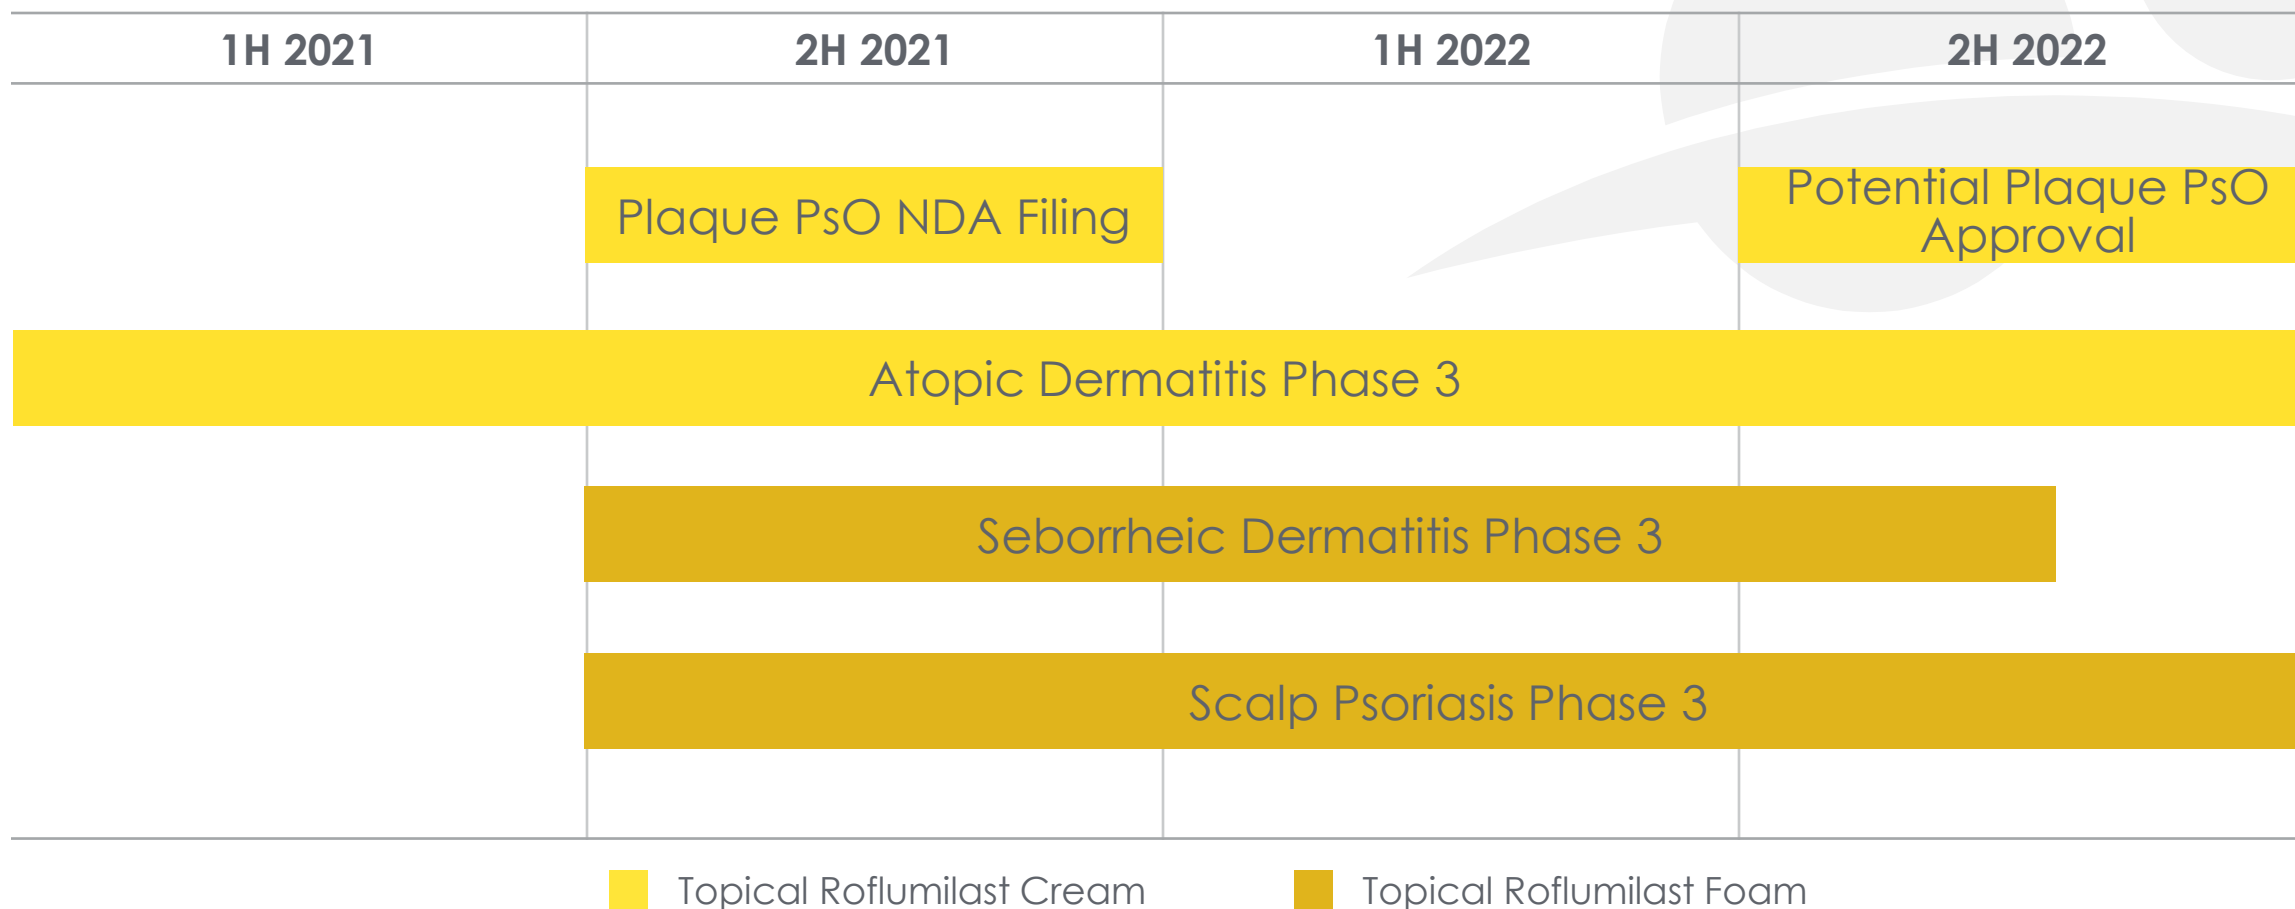 1H 2021
2H 2021
1H 2022
2H 2022
Plaque PsO NDA Filing
Potential Plaque PsO
Approval
Atopic Dermatitis Phase 3
Seborrheic Dermatitis Phase 3
Scalp Psoriasis Phase 3
Topical Roflumilast Cream
Topical Roflumilast Foam